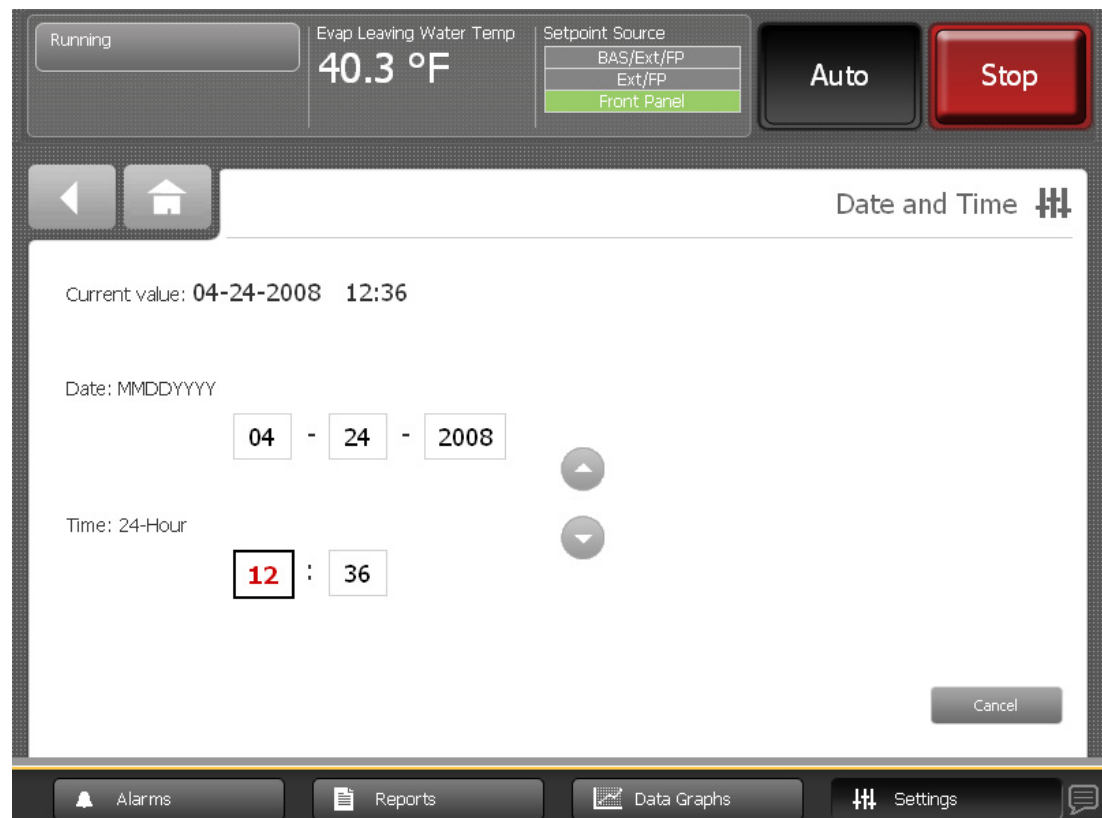 Running
Evap Leaving Water Temp
40.3 °F
Setpoint Source
BAS/Ext/FP
Ext/FP
Front Panel
Auto
Stop
Date and Time
Current value: 04-24-2008 12:36
Date: MMDDYYYY
04 - 24 - 2008
Time: 24-Hour
12 : 36
Cancel
Alarms
Reports
Data Graphs
Settings